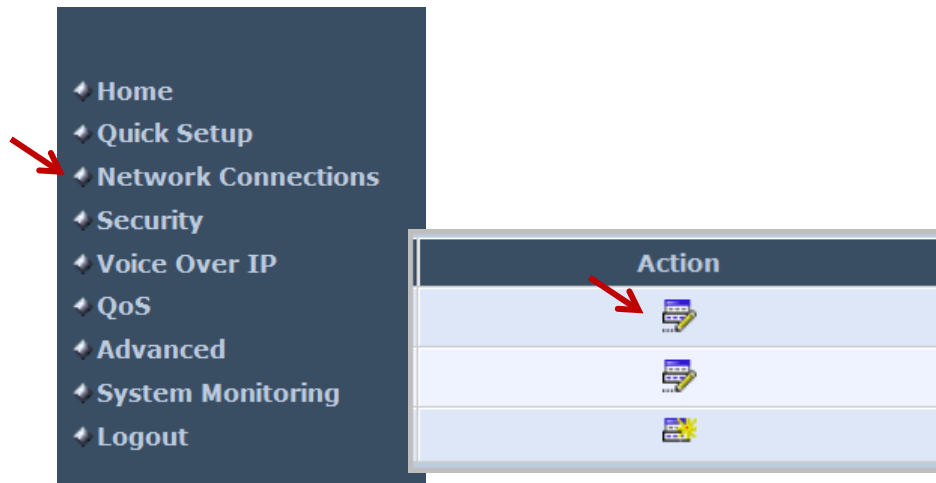 Home
Quick Setup
Network Connections
Security
Voice Over IP
QoS
Advanced
System Monitoring
Logout
Action